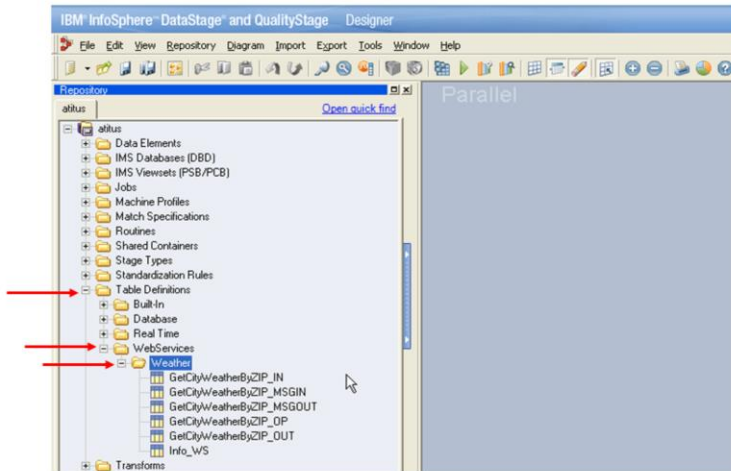 IBM® InfoSphere™ DataStage® and QualityStage Designer
File Edit View Repository Diagram Import Export Tools Window Help
Repository
Parallel
atitus
Open quick find
atitus
Data Elements
IMS Databases (DBD)
IMS Viewsets (PSB/PCB)
Jobs
Machine Profiles
Match Specifications
Routines
Shared Containers
Stage Types
Standardization Rules
Table Definitions
Built-In
Database
Real Time
WebServices
Weather
GetCityWeatherByZIP_IN
GetCityWeatherByZIP_MSGIN
GetCityWeatherByZIP_MSGOUT
GetCityWeatherByZIP_OP
GetCityWeatherByZIP_OUT
Info_WS
Transforms